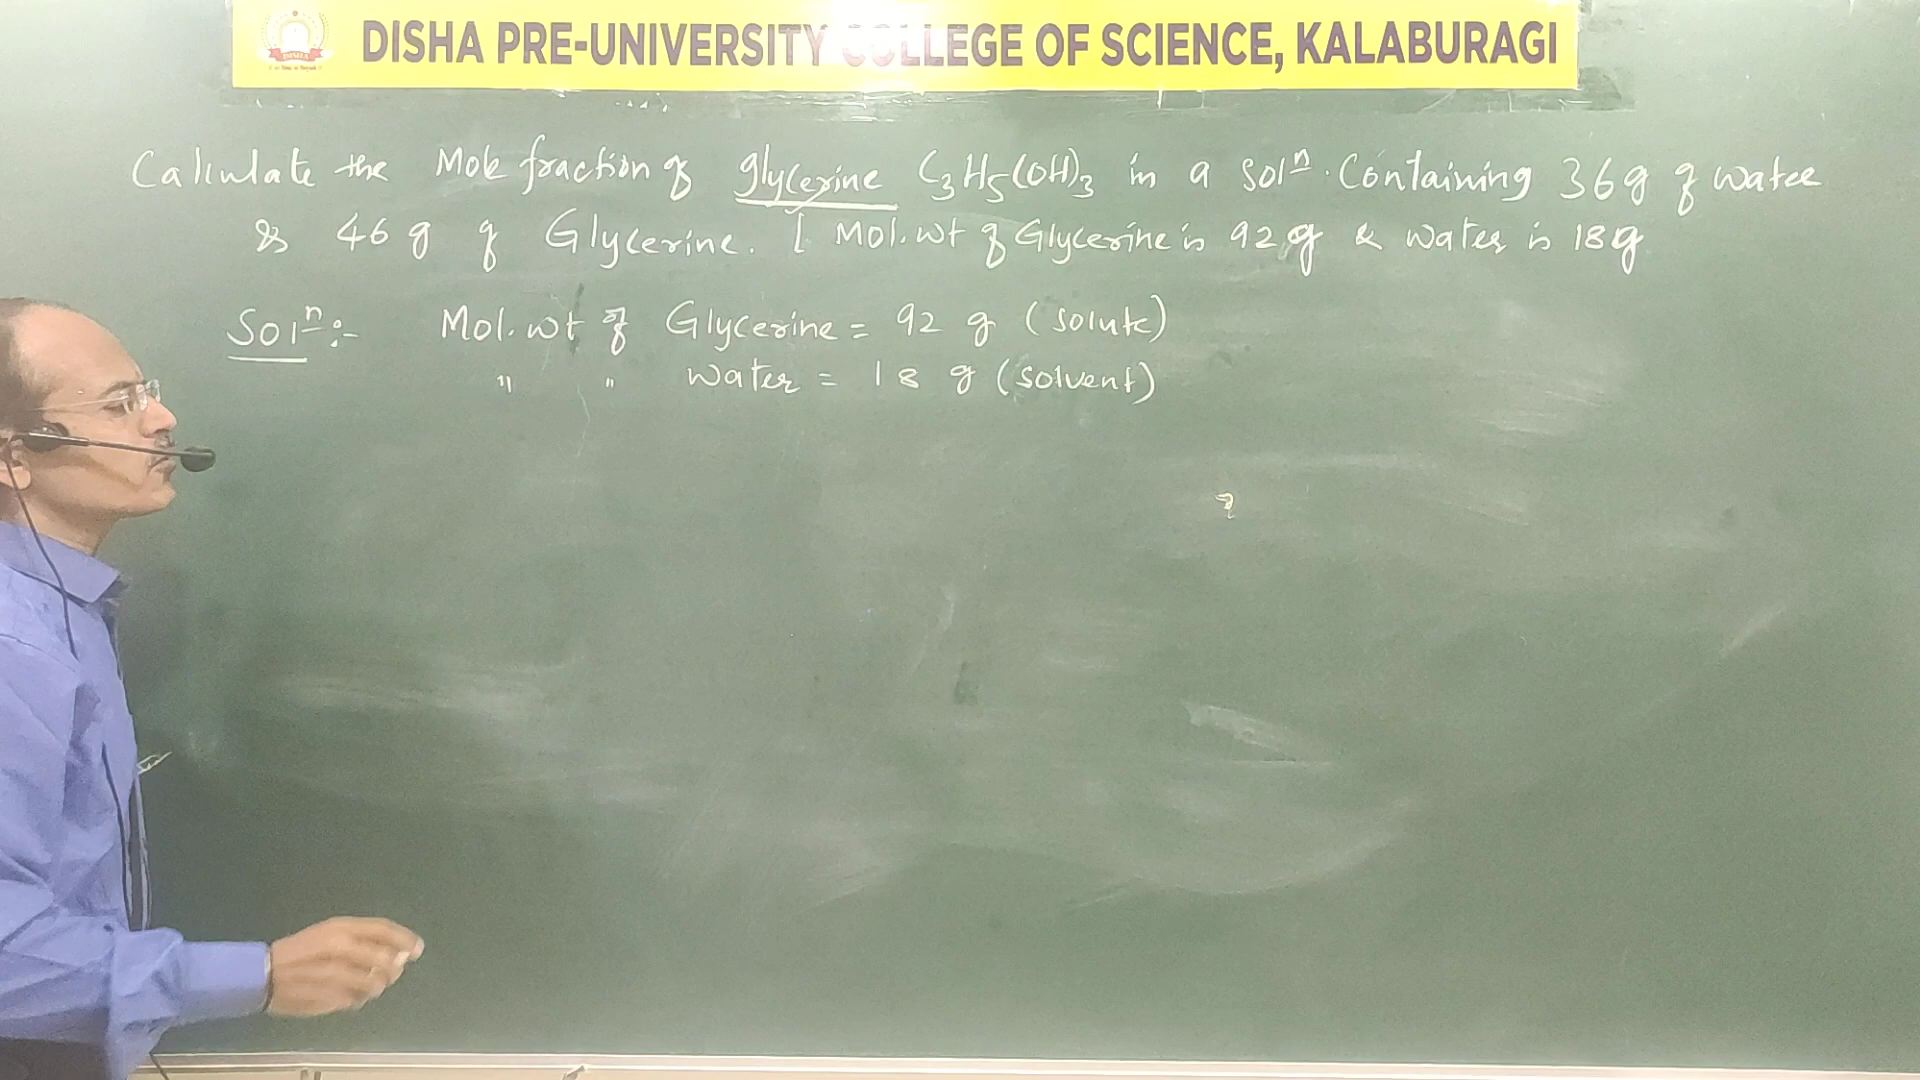 DISHA PRE-UNIVERSITY COLLEGE OF SCIENCE, KALABURAGI
Calculate the Mole fraction of glycerine C₃H₅(OH)₃ in a solⁿ. Containing 36g of water
& 46 g of Glycerine. [ Mol. wt of Glycerine is 92 g & water is 18g
Solⁿ:- Mol. wt of Glycerine = 92 g (solute)
" " water = 18 g (solvent)